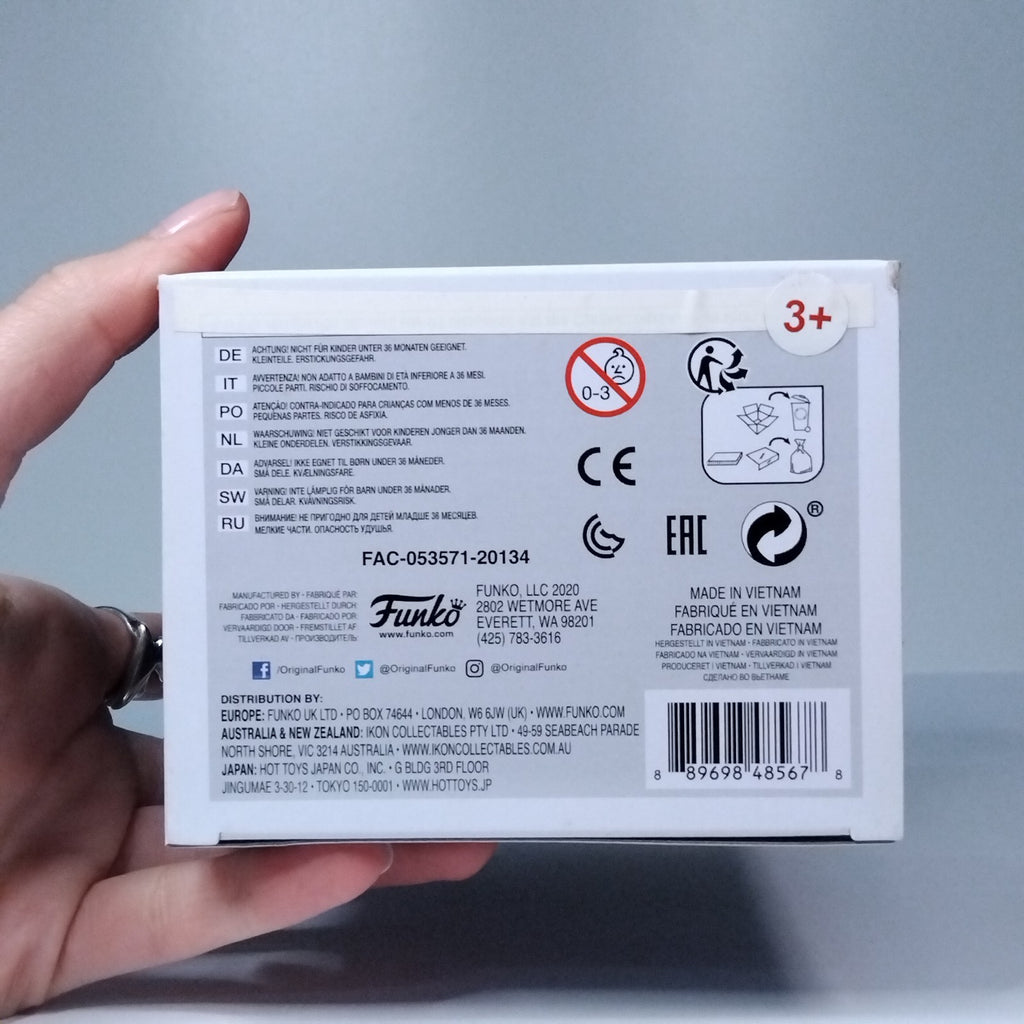 3+
DE ACHTUNG! NICHT FÜR KINDER UNTER 36 MONATEN GEEIGNET.
KLEINTEILE. ERSTICKUNGSGEFAHR.
IT AVVERTENZA! NON ADATTO A BAMBINI DI ETÀ INFERIORE A 36 MESI.
PICCOLE PARTI. RISCHIO DI SOFFOCAMENTO.
PO ATENÇÃO! CONTRA-INDICADO PARA CRIANÇAS COM MENOS DE 36 MESES.
PEQUENAS PARTES. RISCO DE ASFIXIA.
NL WAARSCHUWING! NIET GESCHIKT VOOR KINDEREN JONGER DAN 36 MAANDEN.
KLEINE ONDERDELEN. VERSTIKKINGSGEVAAR.
DA ADVARSEL! IKKE EGNET TIL BØRN UNDER 36 MÅNEDER.
SMÅ DELE. KVÆLNINGSFARE.
SW VARNING! INTE LÄMPLIG FÖR BARN UNDER 36 MÅNADER.
SMÅ DELAR. KVÄVNINGSRISK.
RU ВНИМАНИЕ! НЕ ПРИГОДНО ДЛЯ ДЕТЕЙ МЛАДШЕ 36 МЕСЯЦЕВ.
МЕЛКИЕ ЧАСТИ. ОПАСНОСТЬ УДУШЬЯ.
0-3
CE
EAC
®
FAC-053571-20134
MANUFACTURED BY • FABRIQUÉ PAR:
FABRICADO POR • HERGESTELLT DURCH:
FABBRICATO DA • FABRICADO POR:
VERVAARDIGD DOOR • FREMSTILLET AF
TILLVERKAD AV • ПРОИЗВОДИТЕЛЬ:
Funko
www.funko.com
FUNKO, LLC 2020
2802 WETMORE AVE
EVERETT, WA 98201
(425) 783-3616
MADE IN VIETNAM
FABRIQUÉ EN VIETNAM
FABRICADO EN VIETNAM
HERGESTELLT IN VIETNAM • FABBRICATO IN VIETNAM
FABRICADO NA VIETNAM • VERVAARDIGD IN VIETNAM
PRODUCERET I VIETNAM • TILLVERKAD I VIETNAM
СДЕЛАНО ВО ВЬЕТНАМЕ
/OriginalFunko @OriginalFunko @OriginalFunko
DISTRIBUTION BY:
EUROPE: FUNKO UK LTD • PO BOX 74644 • LONDON, W6 6JW (UK) • WWW.FUNKO.COM
AUSTRALIA & NEW ZEALAND: IKON COLLECTABLES PTY LTD • 49-59 SEABEACH PARADE
NORTH SHORE, VIC 3214 AUSTRALIA • WWW.IKONCOLLECTABLES.COM.AU
JAPAN: HOT TOYS JAPAN CO., INC. • G BLDG 3RD FLOOR
JINGUMAE 3-30-12 • TOKYO 150-0001 • WWW.HOTTOYS.JP
8 89698 48567 8